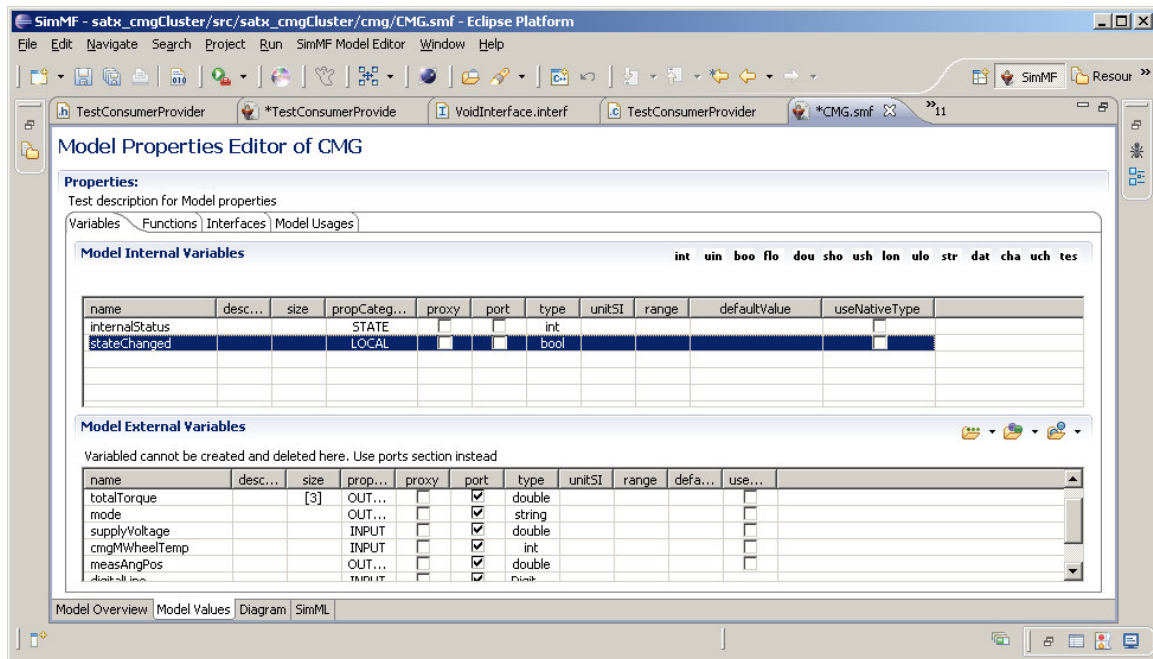 SimMF - satx_cmgCluster/src/satx_cmgCluster/cmg/CMG.smf - Eclipse Platform
File Edit Navigate Search Project Run SimMF Model Editor Window Help
SimMF Resour »
TestConsumerProvider *TestConsumerProvide VoidInterface.interf TestConsumerProvider *CMG.smf »11
Model Properties Editor of CMG
Properties:
Test description for Model properties
Variables Functions Interfaces Model Usages
Model Internal Variables int uin boo flo dou sho ush lon ulo str dat cha uch tes
name desc... size propCateg... proxy port type unitSI range defaultValue useNativeType
internalStatus STATE int
stateChanged LOCAL bool
Model External Variables
Variabled cannot be created and deleted here. Use ports section instead
name desc... size prop... proxy port type unitSI range defa... use...
totalTorque [3] OUT... double
mode OUT... string
supplyVoltage INPUT double
cmgMWheelTemp INPUT int
measAngPos OUT... double
digitalLine INPUT Digit...
Model Overview Model Values Diagram SimML